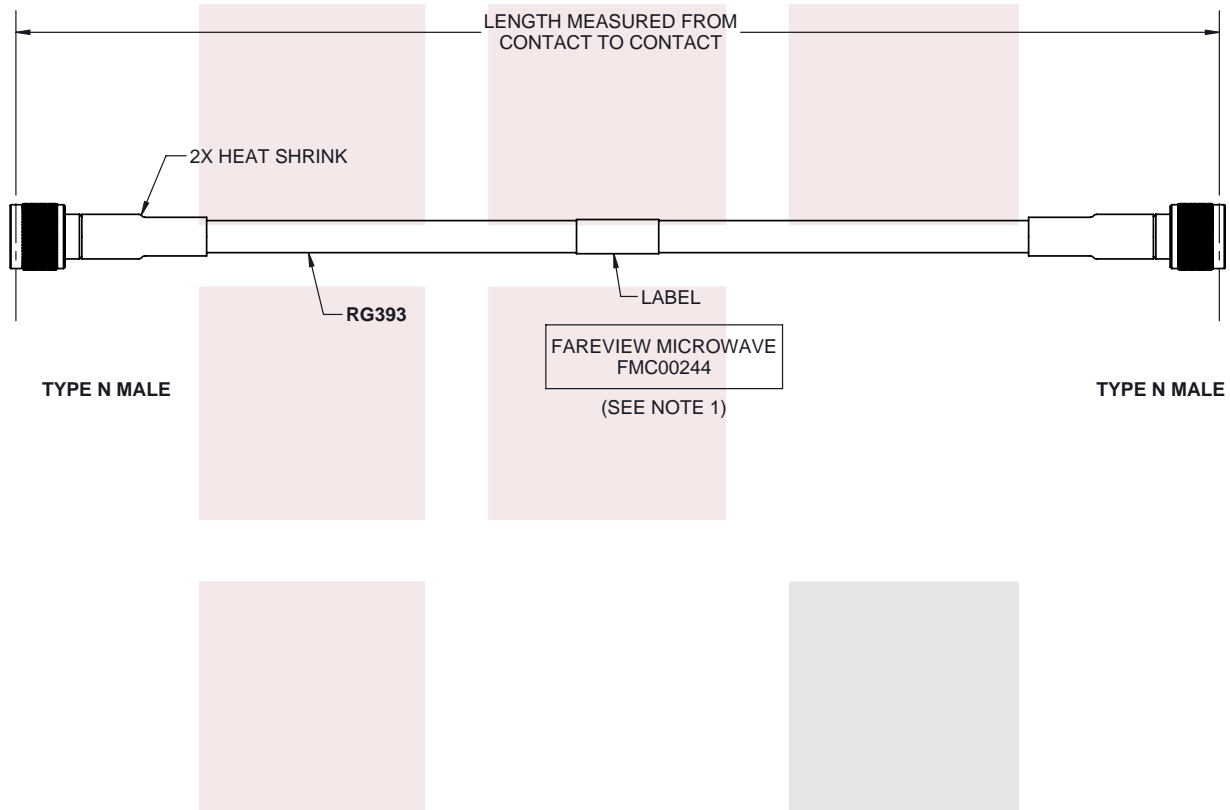 LENGTH MEASURED FROM
CONTACT TO CONTACT
2X HEAT SHRINK
RG393
LABEL
FAREVIEW MICROWAVE
FMC00244
(SEE NOTE 1)
TYPE N MALE
TYPE N MALE